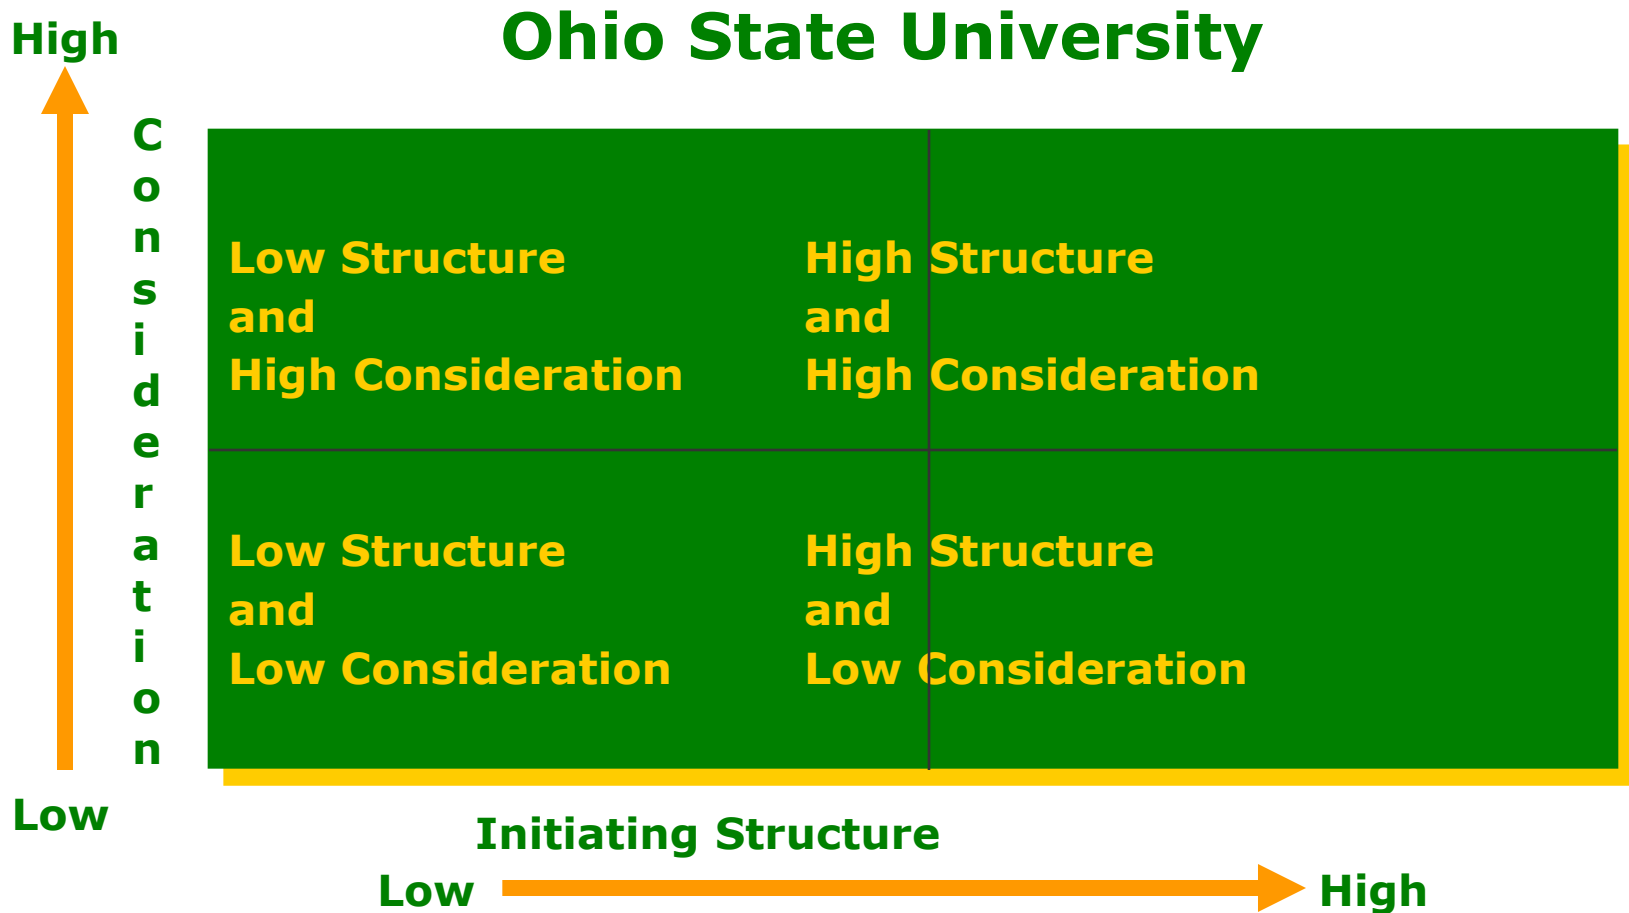 Ohio State University
High
Consideration
Low Structure
and
High Consideration
High Structure
and
High Consideration
Low Structure
and
Low Consideration
High Structure
and
Low Consideration
Low
Initiating Structure
Low
High